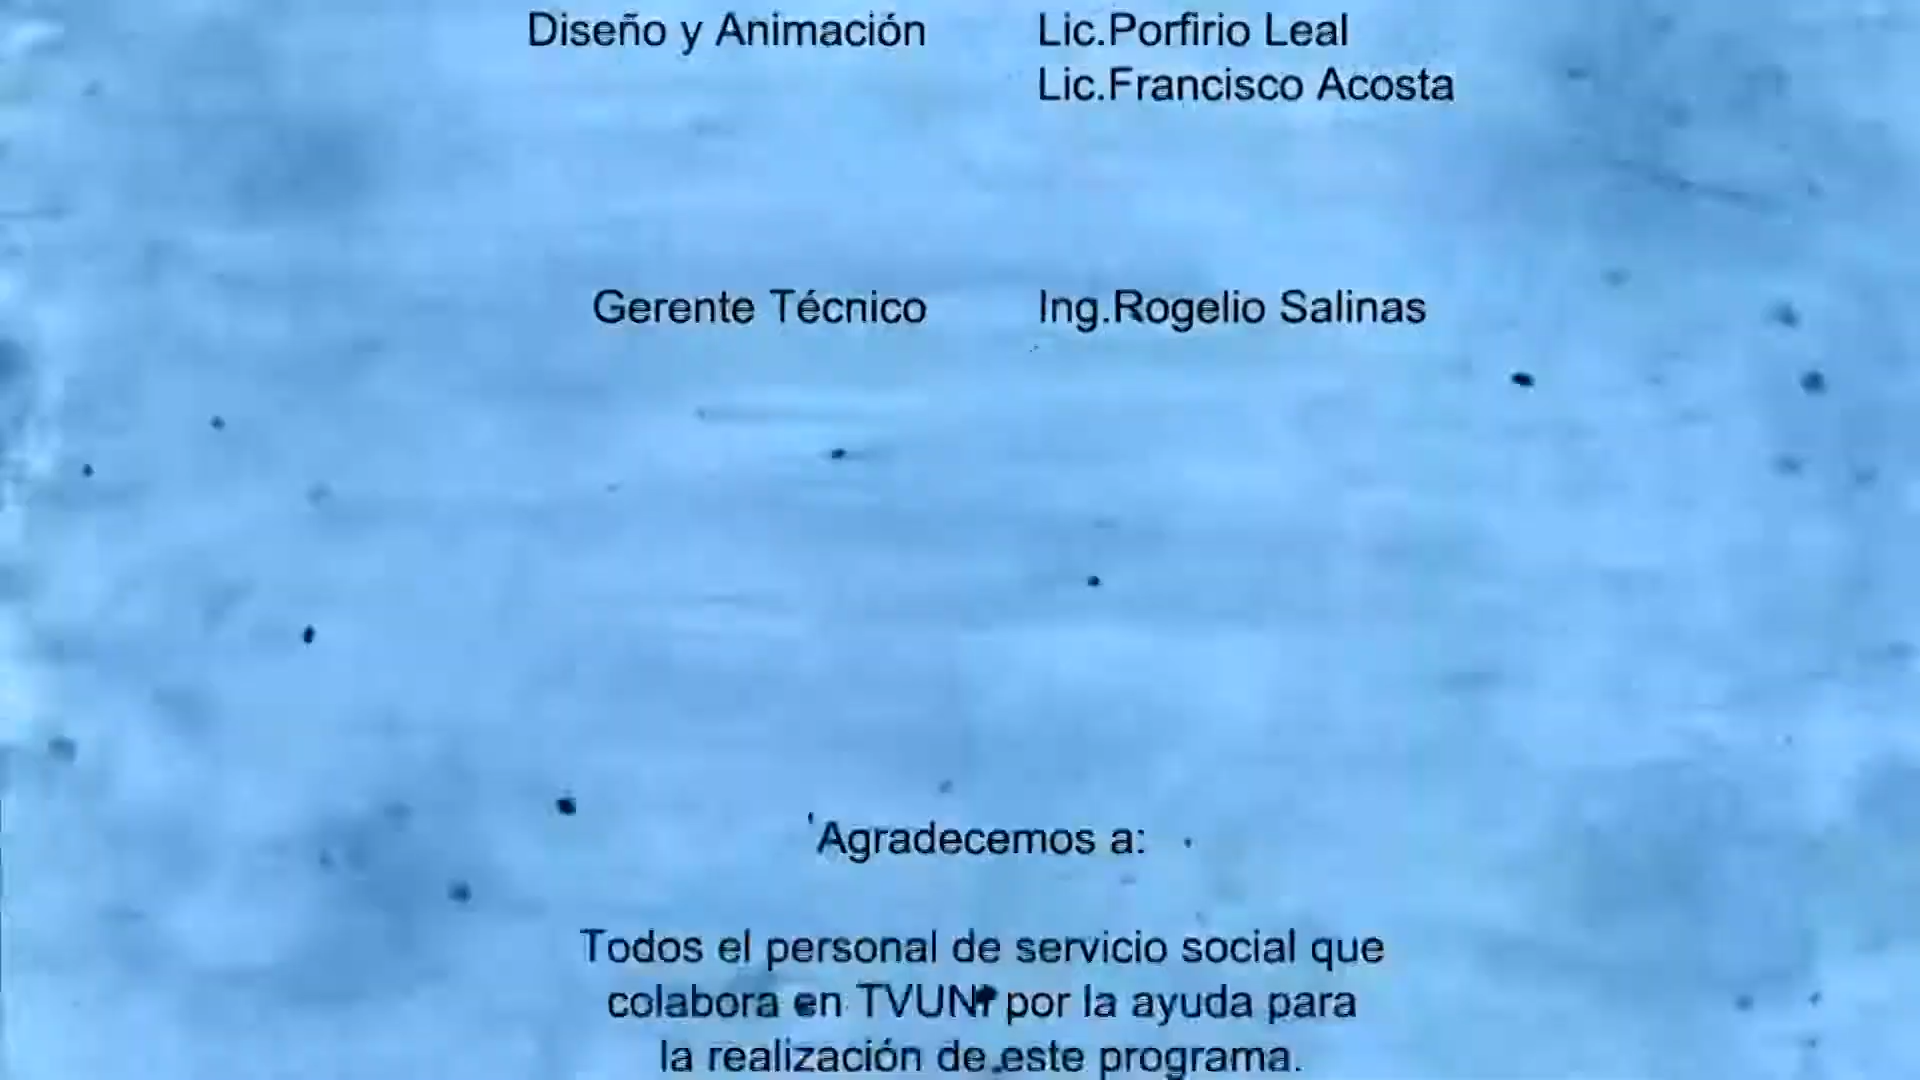 Diseño y Animación Lic.Porfirio Leal
Lic.Francisco Acosta
Gerente Técnico Ing.Rogelio Salinas
Agradecemos a:
Todos el personal de servicio social que
colabora en TVUNI por la ayuda para
la realización de este programa.